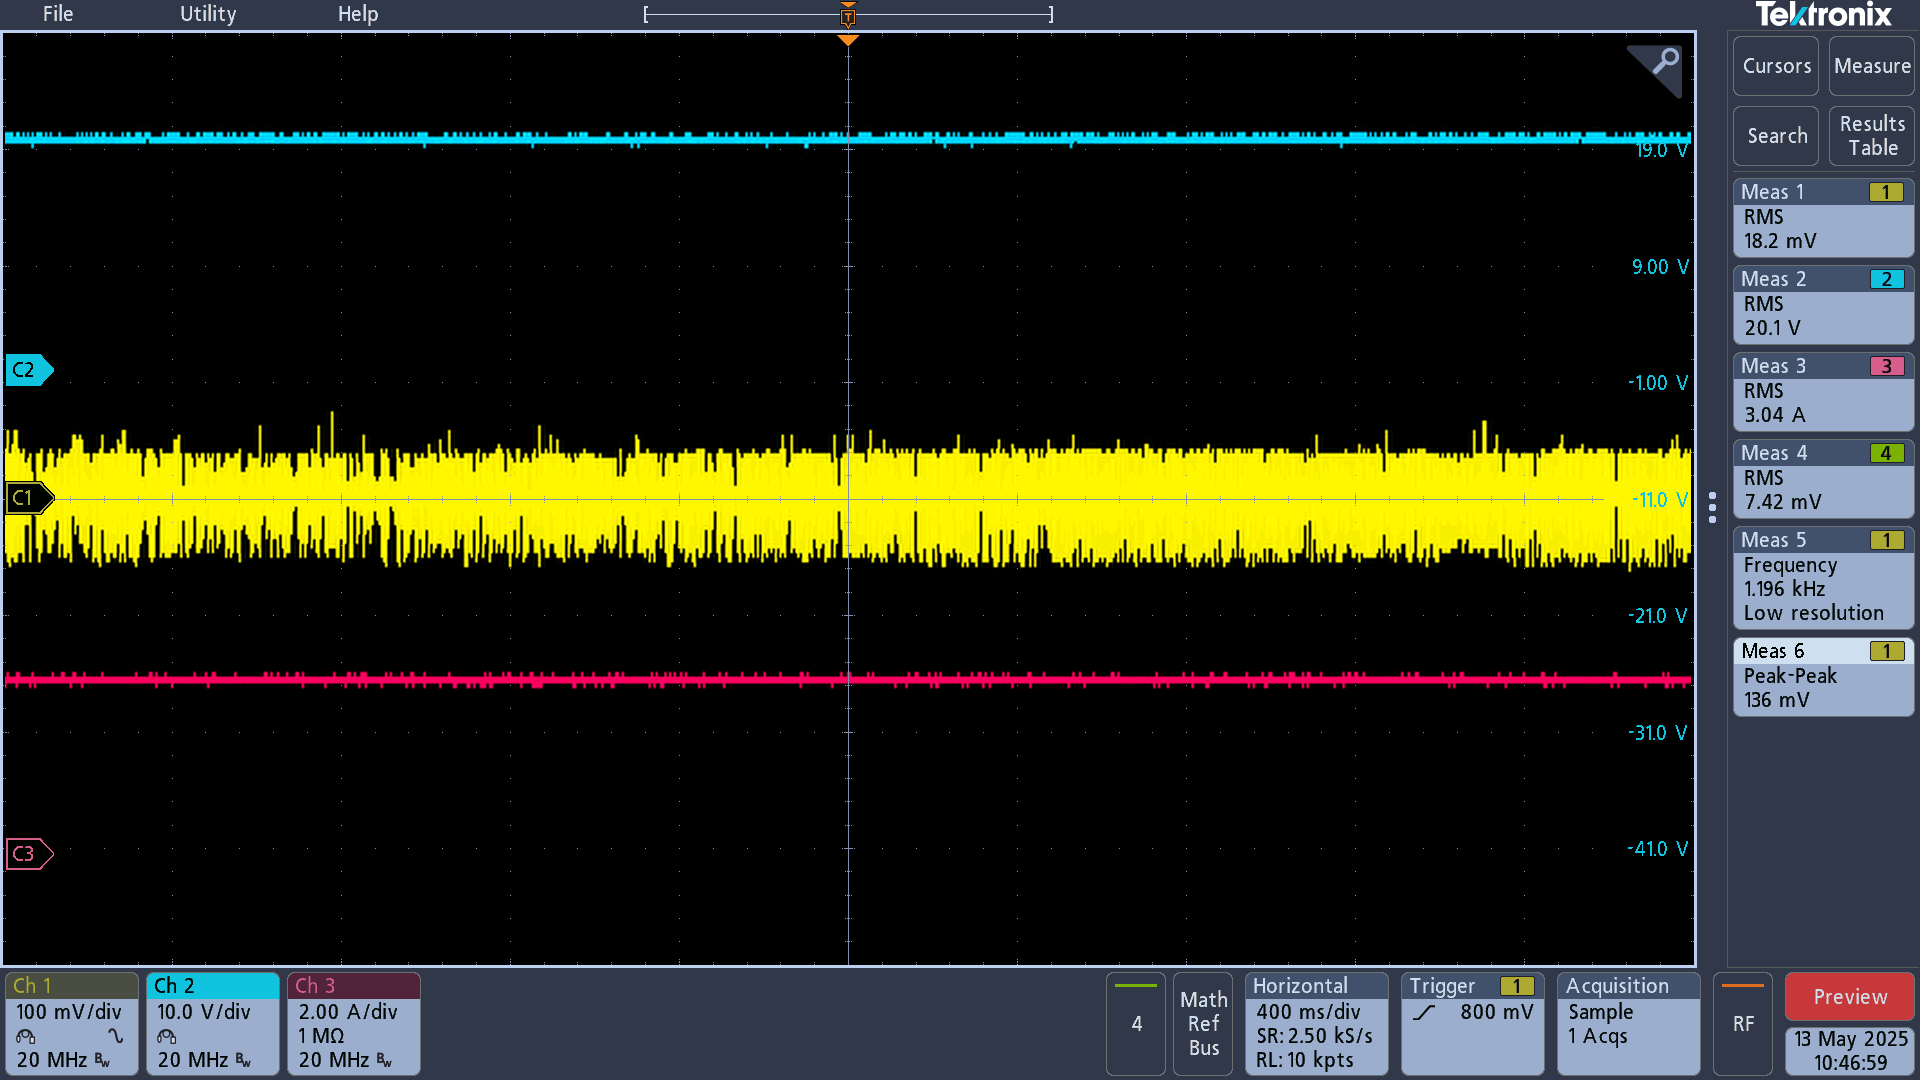 File Utility Help
T
Tektronix
Cursors Measure
Search Results Table
19.0 V
9.00 V
-1.00 V
-11.0 V
-21.0 V
-31.0 V
-41.0 V
C2
C1
C3
Meas 1 1
RMS
18.2 mV
Meas 2 2
RMS
20.1 V
Meas 3 3
RMS
3.04 A
Meas 4 4
RMS
7.42 mV
Meas 5 1
Frequency
1.196 kHz
Low resolution
Meas 6 1
Peak-Peak
136 mV
Ch 1
100 mV/div
20 MHz Bw
Ch 2
10.0 V/div
20 MHz Bw
Ch 3
2.00 A/div
1 MΩ
20 MHz Bw
4
Math
Ref
Bus
Horizontal
400 ms/div
SR: 2.50 kS/s
RL: 10 kpts
Trigger 1
800 mV
Acquisition
Sample
1 Acqs
RF
Preview
13 May 2025
10:46:59